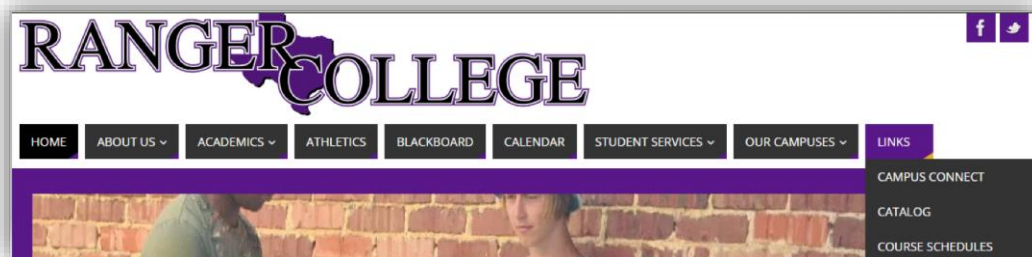 RANGER COLLEGE
f
HOME ABOUT US ACADEMICS ATHLETICS BLACKBOARD CALENDAR STUDENT SERVICES OUR CAMPUSES LINKS
CAMPUS CONNECT
CATALOG
COURSE SCHEDULES